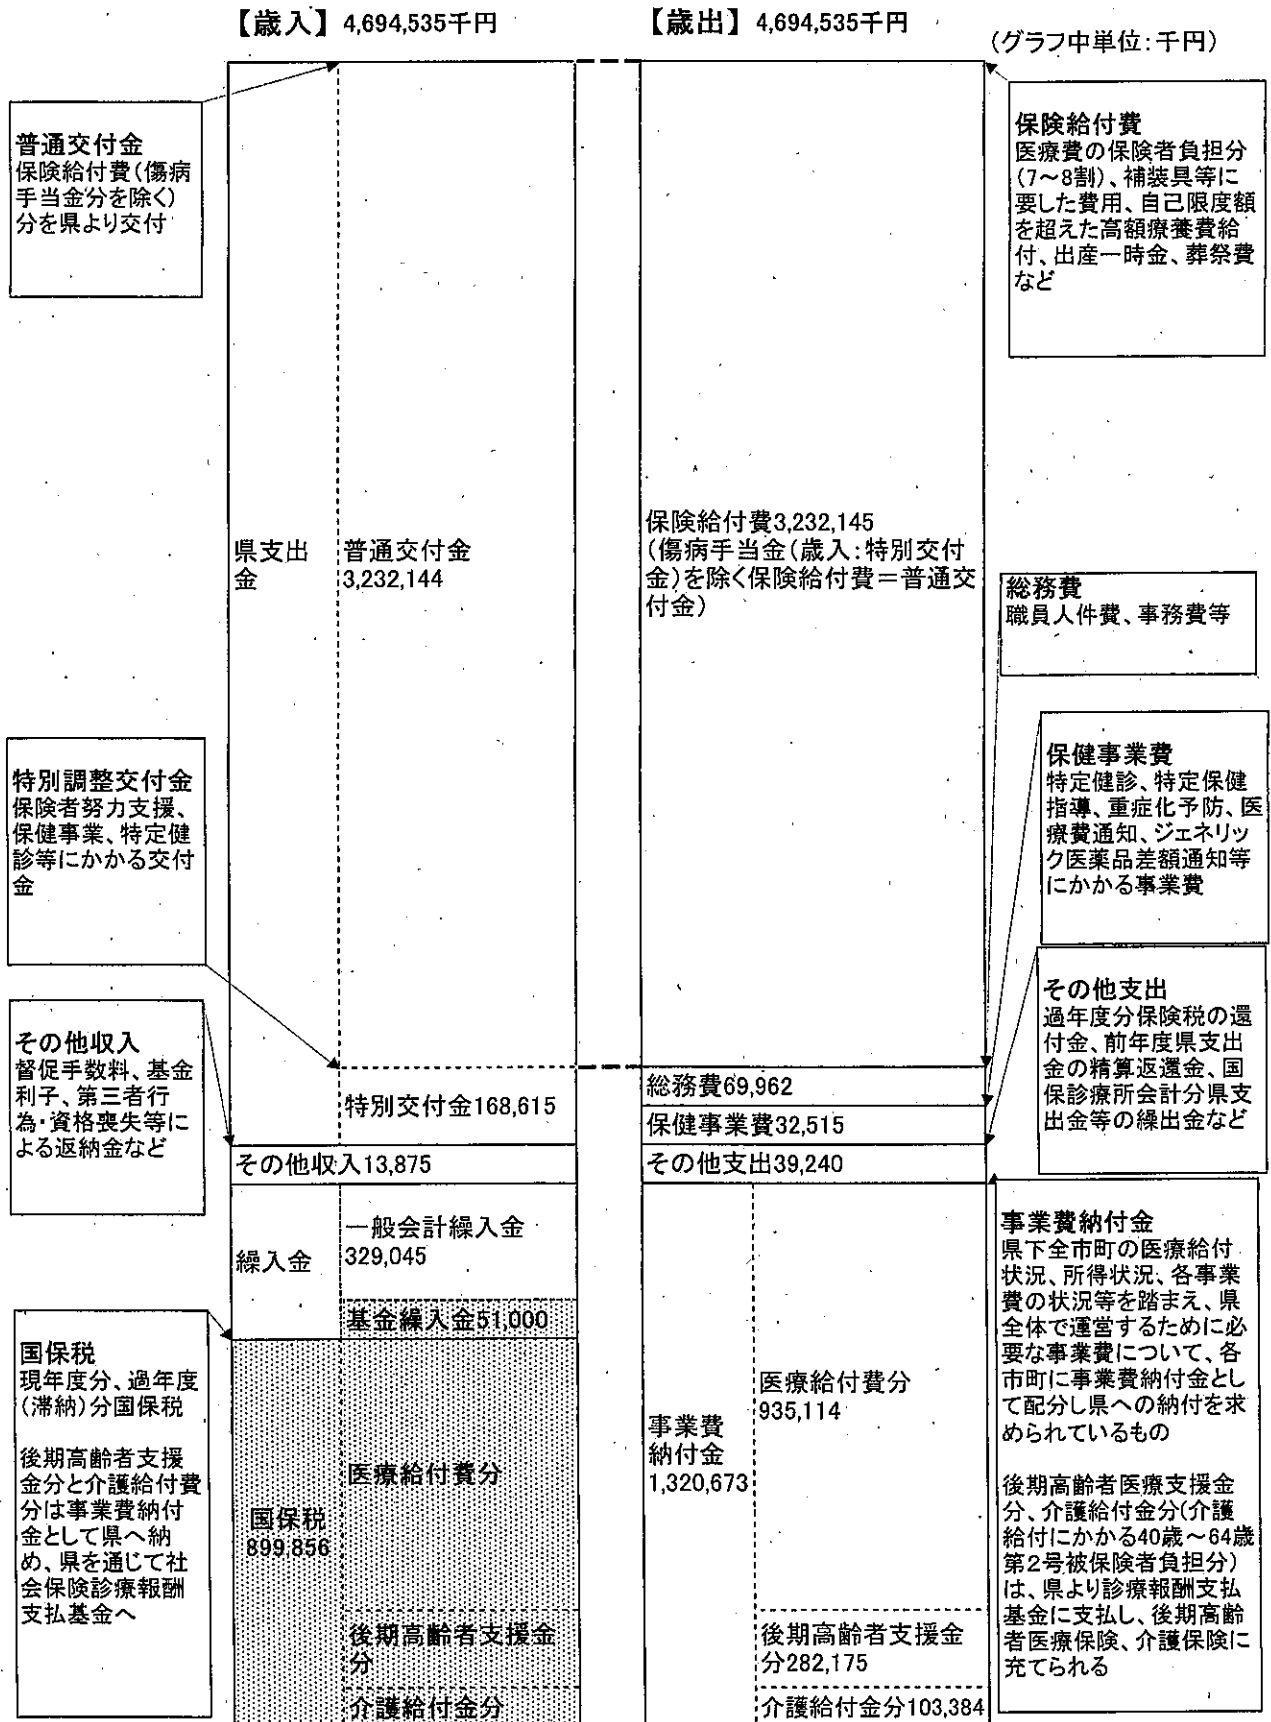 【歳入】 4,694,535千円
【歳出】 4,694,535千円
(グラフ中単位:千円)
普通交付金
保険給付費(傷病
手当金分を除く)
分を県より交付
保険給付費
医療費の保険者負担分
(7～8割)、補装具等に
要した費用、自己限度額
を超えた高額療養費給
付、出産一時金、葬祭費
など
県支出
金
普通交付金
3,232,144
保険給付費3,232,145
(傷病手当金(歳入:特別交付
金)を除く保険給付費＝普通交
付金)
総務費
職員人件費、事務費等
特別調整交付金
保険者努力支援、
保健事業、特定健
診等にかかる交付
金
保健事業費
特定健診、特定保健
指導、重症化予防、医
療費通知、ジェネリッ
ク医薬品差額通知等
にかかる事業費
その他支出
過年度分保険税の還
付金、前年度県支出
金の精算返還金、国
保診療所会計分県支
出金等の繰出金など
その他収入
督促手数料、基金
利子、第三者行
為・資格喪失等に
よる返納金など
特別交付金168,615
総務費69,962
保健事業費32,515
その他収入13,875
その他支出39,240
繰入金
一般会計繰入金
329,045
基金繰入金51,000
国保税
現年度分、過年度
(滞納)分国保税
後期高齢者支援
金分と介護給付費
分は事業費納付
金として県へ納
め、県を通じて社
会保険診療報酬
支払基金へ
国保税
899,856
医療給付費分
後期高齢者支援金
分
介護給付金分
事業費
納付金
1,320,673
医療給付費分
935,114
後期高齢者支援金
分282,175
介護給付金分103,384
事業費納付金
県下全市町の医療給付
状況、所得状況、各事業
費の状況等を踏まえ、県
全体で運営するために必
要な事業費について、各
市町に事業費納付金とし
て配分し県への納付を求
められているもの
後期高齢者医療支援金
分、介護給付金分(介護
給付にかかる40歳～64歳
第2号被保険者負担分)
は、県より診療報酬支払
基金に支払し、後期高齢
者医療保険、介護保険に
充てられる